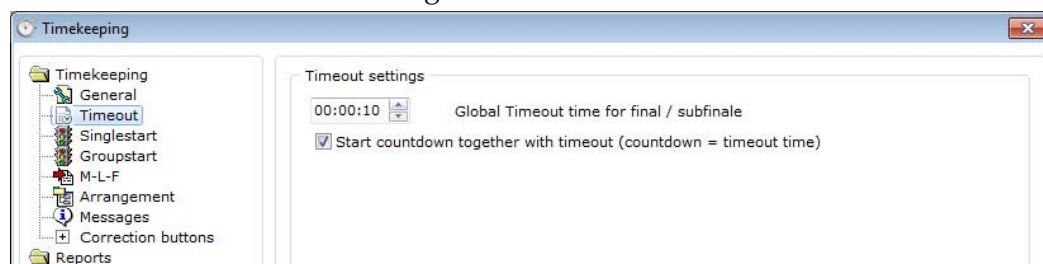 Timekeeping
Timekeeping
General
Timeout
Singlestart
Groupstart
M-L-F
Arrangement
Messages
Correction buttons
Reports
Timeout settings
00:00:10 Global Timeout time for final / subfinale
Start countdown together with timeout (countdown = timeout time)